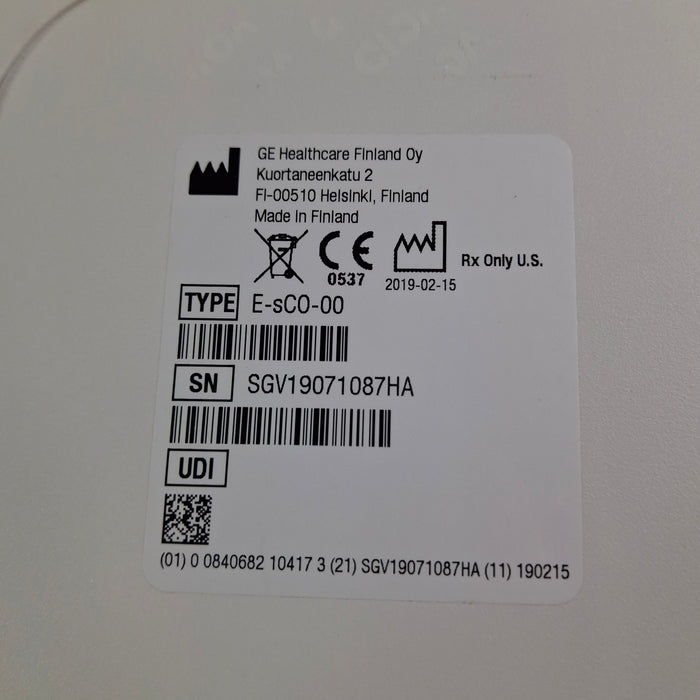 GE Healthcare Finland Oy
Kuortaneenkatu 2
FI-00510 Helsinki, Finland
Made in Finland
CE
0537
2019-02-15
Rx Only U.S.
TYPE E-sCO-00
SN SGV19071087HA
UDI
(01) 0 0840682 10417 3 (21) SGV19071087HA (11) 190215